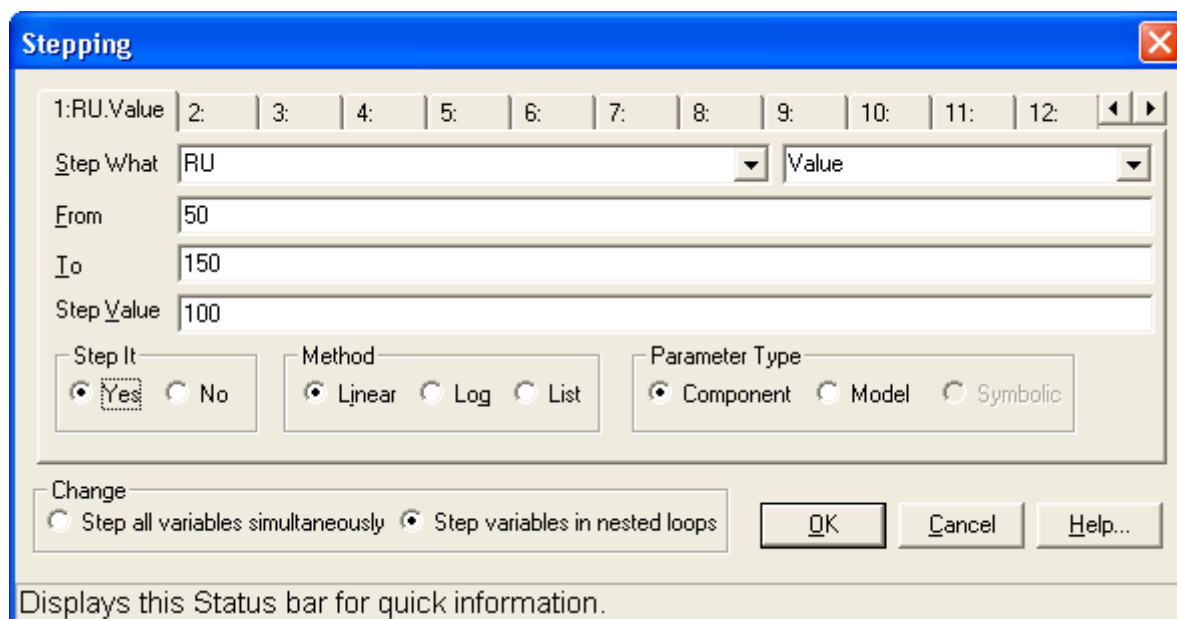 Stepping
1:RU.Value 2: 3: 4: 5: 6: 7: 8: 9: 10: 11: 12:
Step What RU Value
From 50
To 150
Step Value 100
Step It Method Parameter Type
Yes No Linear Log List Component Model Symbolic
Change
Step all variables simultaneously Step variables in nested loops OK Cancel Help...
Displays this Status bar for quick information.